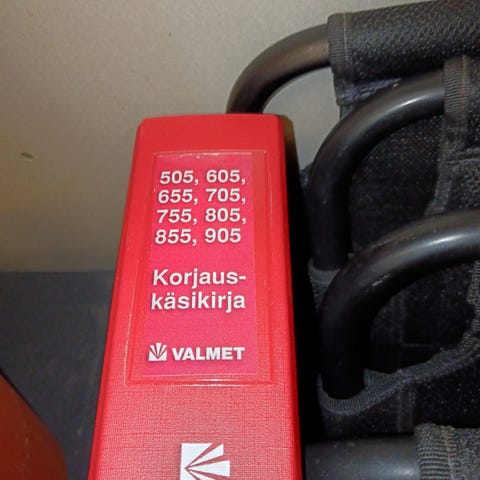 505, 605,
655, 705,
755, 805,
855, 905
Korjaus-
käsikirja
VALMET